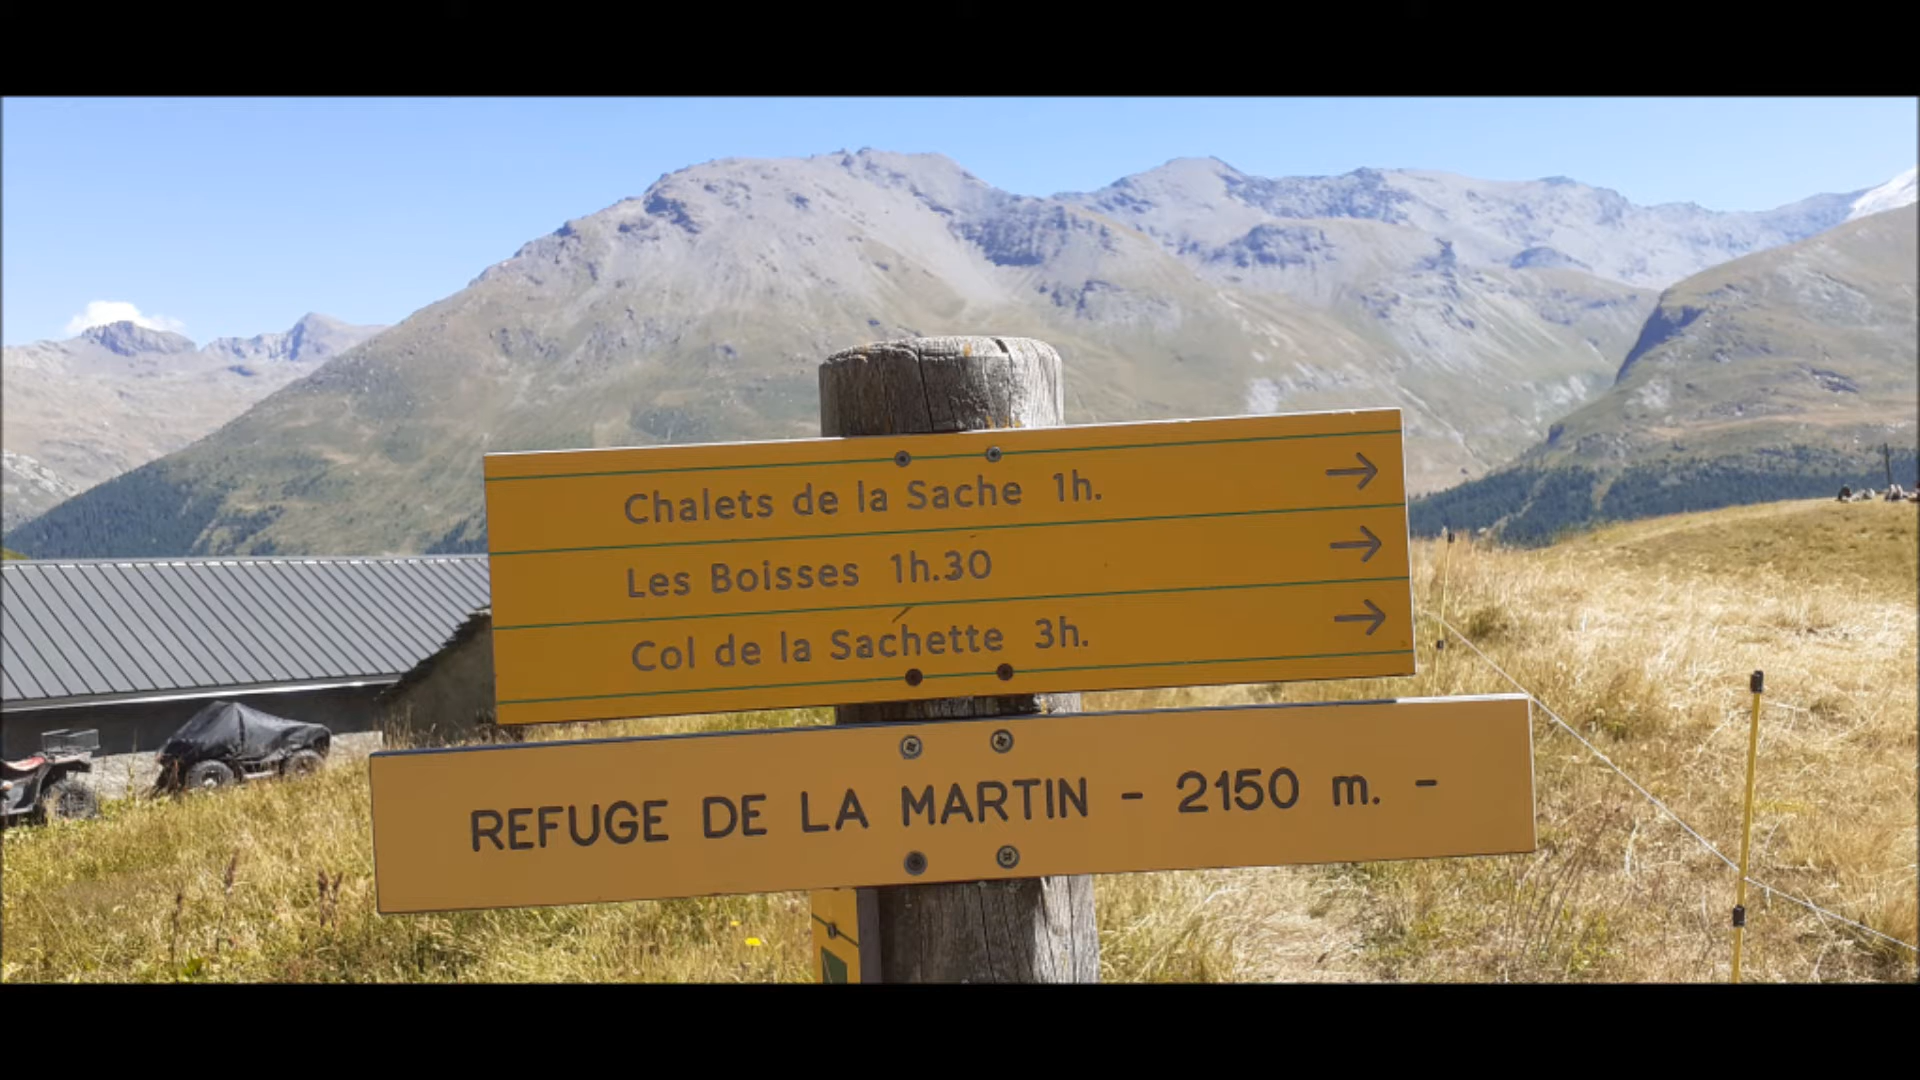 Chalets de la Sache 1h. →
Les Boisses 1h.30 →
Col de la Sachette 3h. →
REFUGE DE LA MARTIN - 2150 m. -